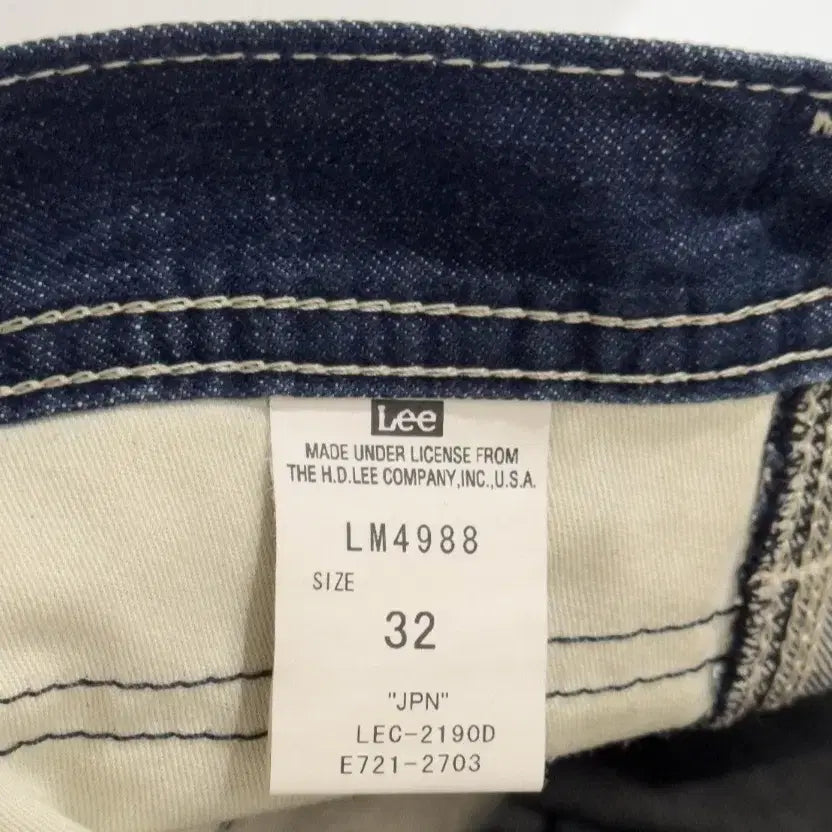 Lee
MADE UNDER LICENSE FROM
THE H.D.LEE COMPANY,INC.,U.S.A.
LM4988
SIZE
32
"JPN"
LEC-2190D
E721-2703